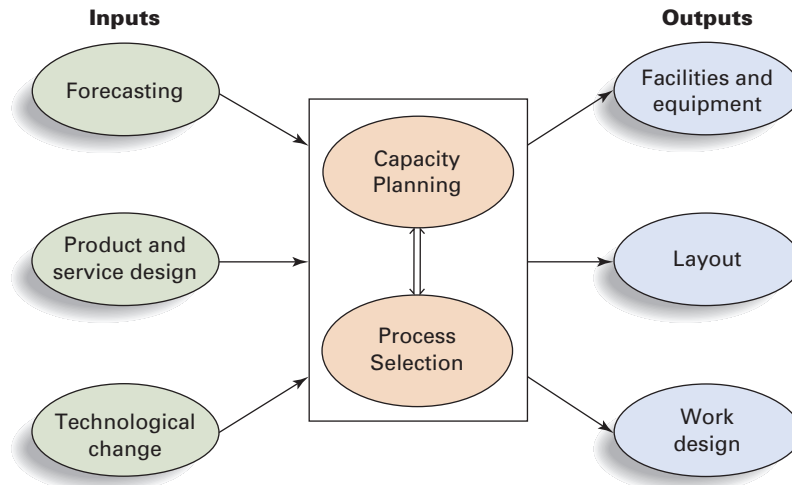 Inputs
Outputs
Forecasting
Capacity
Planning
Facilities and
equipment
Product and
service design
Layout
Process
Selection
Technological
change
Work
design